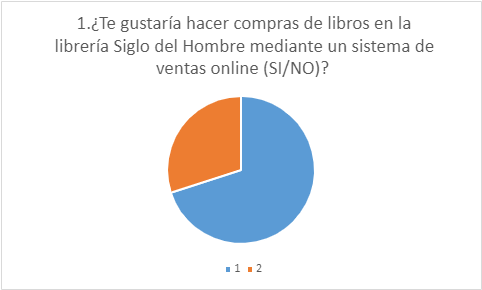 1.¿Te gustaría hacer compras de libros en la
librería Siglo del Hombre mediante un sistema de
ventas online (SI/NO)?
1 2